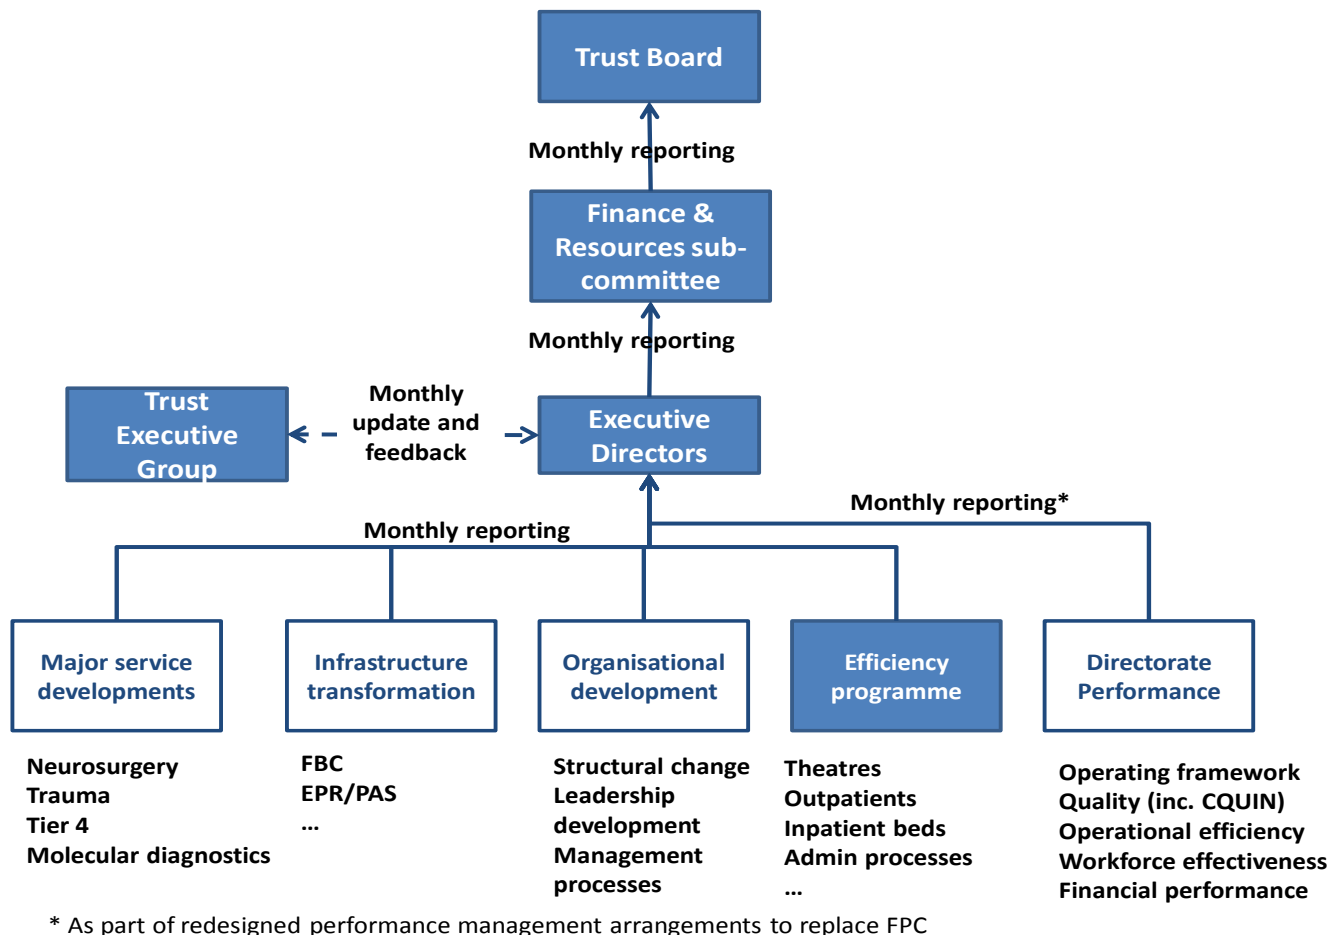 Trust Board
Monthly reporting
Finance &
Resources sub-
committee
Monthly reporting
Trust
Executive
Group
Monthly
update and
feedback
Executive
Directors
Monthly reporting*
Monthly reporting
Major service
developments
Infrastructure
transformation
Organisational
development
Efficiency
programme
Directorate
Performance
Neurosurgery
Trauma
Tier 4
Molecular diagnostics
FBC
EPR/PAS
...
Structural change
Leadership
development
Management
processes
Theatres
Outpatients
Inpatient beds
Admin processes
...
Operating framework
Quality (inc. CQUIN)
Operational efficiency
Workforce effectiveness
Financial performance
* As part of redesigned performance management arrangements to replace FPC